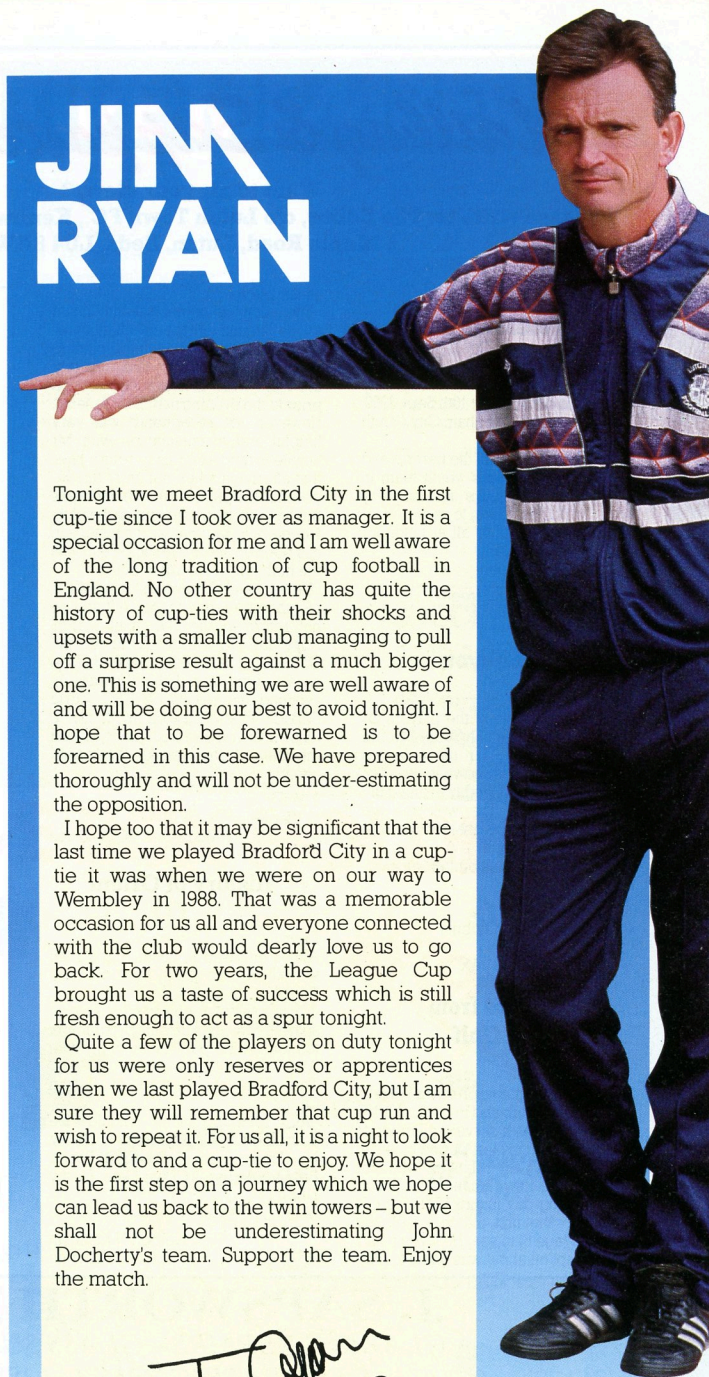 JIM
RYAN
Tonight we meet Bradford City in the first
cup-tie since I took over as manager. It is a
special occasion for me and I am well aware
of the long tradition of cup football in
England. No other country has quite the
history of cup-ties with their shocks and
upsets with a smaller club managing to pull
off a surprise result against a much bigger
one. This is something we are well aware of
and will be doing our best to avoid tonight. I
hope that to be forewarned is to be
forearned in this case. We have prepared
thoroughly and will not be under-estimating
the opposition.
I hope too that it may be significant that the
last time we played Bradford City in a cup-
tie it was when we were on our way to
Wembley in 1988. That was a memorable
occasion for us all and everyone connected
with the club would dearly love us to go
back. For two years, the League Cup
brought us a taste of success which is still
fresh enough to act as a spur tonight.
Quite a few of the players on duty tonight
for us were only reserves or apprentices
when we last played Bradford City, but I am
sure they will remember that cup run and
wish to repeat it. For us all, it is a night to look
forward to and a cup-tie to enjoy. We hope it
is the first step on a journey which we hope
can lead us back to the twin towers – but we
shall not be underestimating John
Docherty's team. Support the team. Enjoy
the match.